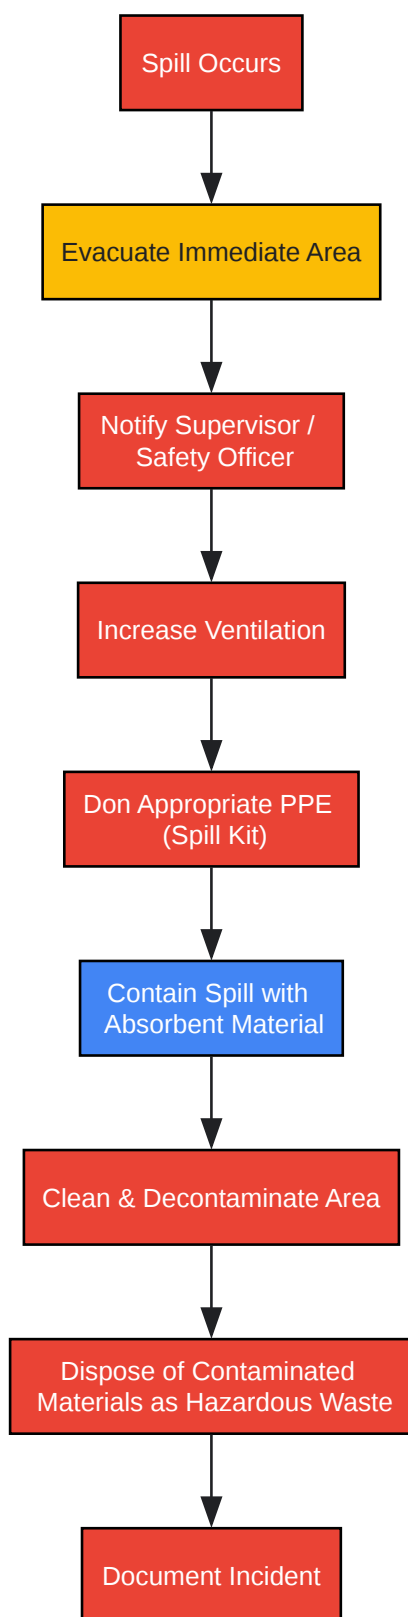 Spill Occurs
Evacuate Immediate Area
Notify Supervisor /
Safety Officer
Increase Ventilation
Don Appropriate PPE
(Spill Kit)
Contain Spill with
Absorbent Material
Clean & Decontaminate Area
Dispose of Contaminated
Materials as Hazardous Waste
Document Incident